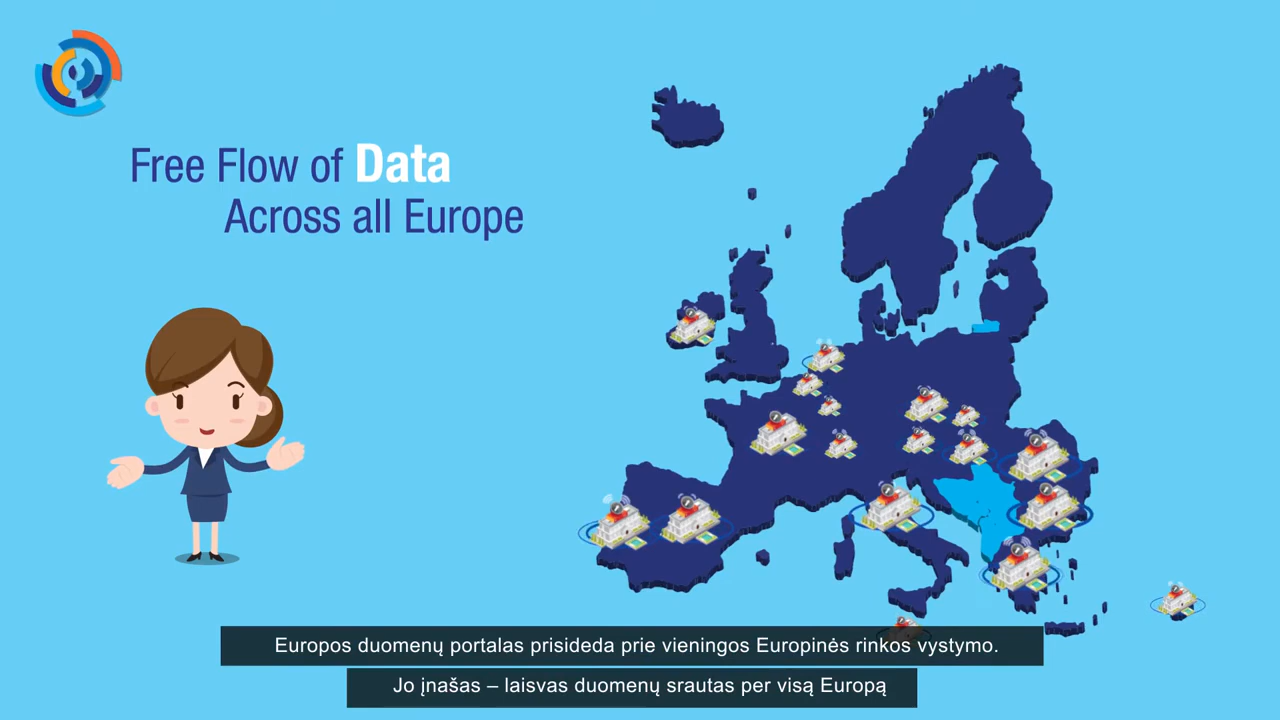 Free Flow of Data
Across all Europe
Europos duomenų portalas prisideda prie vieningos Europinės rinkos vystymo.
Jo įnašas – laisvas duomenų srautas per visą Europą